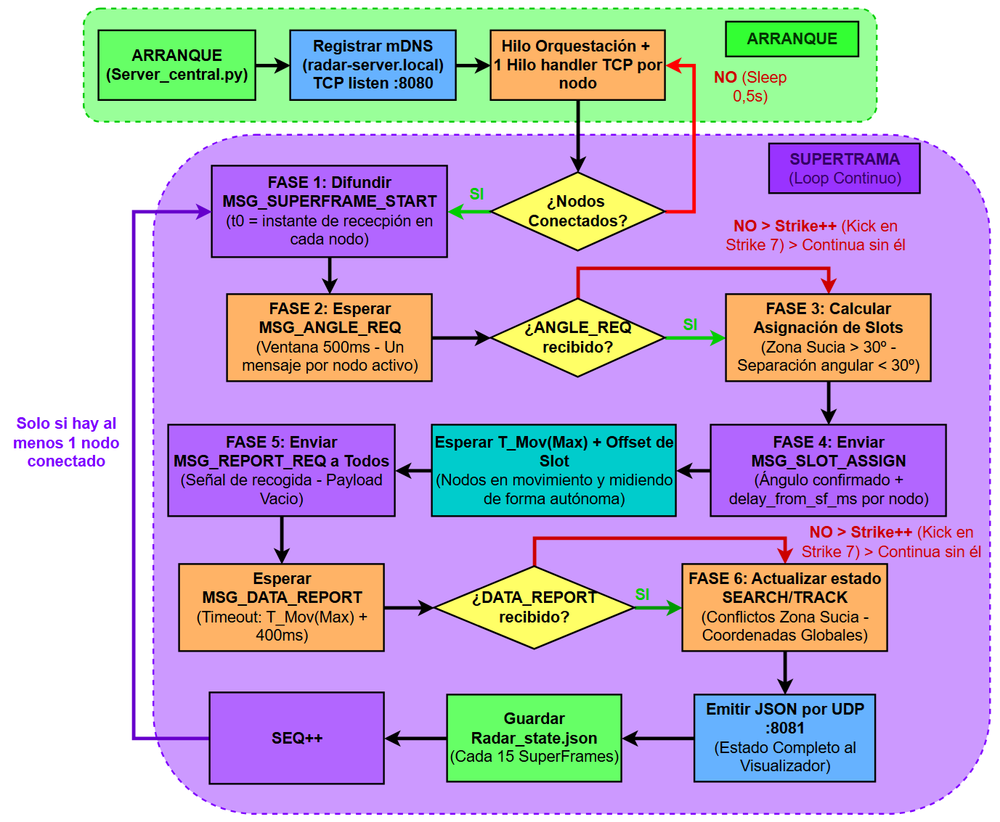 ARRANQUE
(Server_central.py)
Registrar mDNS
(radar-server.local)
TCP listen :8080
Hilo Orquestación +
1 Hilo handler TCP por
nodo
ARRANQUE
NO (Sleep
0,5s)
SUPERTRAMA
(Loop Continuo)
FASE 1: Difundir
MSG_SUPERFRAME_START
(t0 = instante de rececpión en
cada nodo)
SI
¿Nodos
Conectados?
NO > Strike++ (Kick en
Strike 7) > Continua sin él
FASE 2: Esperar
MSG_ANGLE_REQ
(Ventana 500ms - Un
mensaje por nodo activo)
¿ANGLE_REQ
recibido?
SI
FASE 3: Calcular
Asignación de Slots
(Zona Sucia > 30º -
Separación angular < 30º)
Solo si hay al
menos 1 nodo
conectado
FASE 5: Enviar
MSG_REPORT_REQ a Todos
(Señal de recogida - Payload
Vacio)
Esperar T_Mov(Max) + Offset de
Slot
(Nodos en movimiento y midiendo
de forma autónoma)
FASE 4: Enviar
MSG_SLOT_ASSIGN
(Ángulo confirmado +
delay_from_sf_ms por nodo)
NO > Strike++ (Kick en
Strike 7) > Continua sin él
Esperar
MSG_DATA_REPORT
(Timeout: T_Mov(Max) +
400ms)
¿DATA_REPORT
recibido?
SI
FASE 6: Actualizar estado
SEARCH/TRACK
(Conflictos Zona Sucia -
Coordenadas Globales)
SEQ++
Guardar
Radar_state.json
(Cada 15 SuperFrames)
Emitir JSON por UDP
:8081
(Estado Completo al
Visualizador)